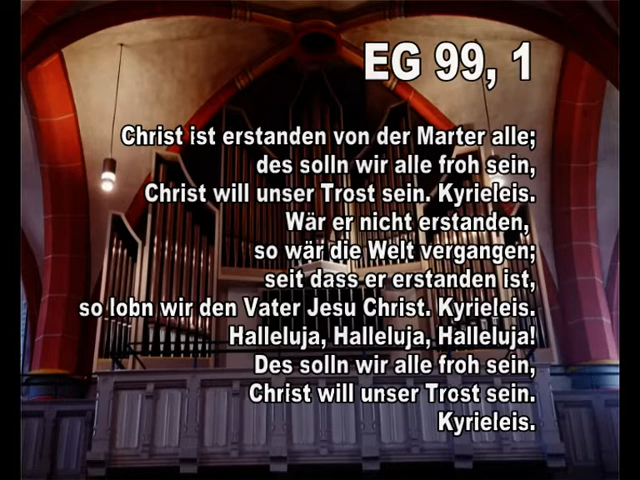 EG 99, 1
Christ ist erstanden von der Marter alle;
des solln wir alle froh sein,
Christ will unser Trost sein. Kyrieleis.
Wär er nicht erstanden,
so wär die Welt vergangen;
seit dass er erstanden ist,
so lobn wir den Vater Jesu Christ. Kyrieleis.
Halleluja, Halleluja, Halleluja!
Des solln wir alle froh sein,
Christ will unser Trost sein.
Kyrieleis.